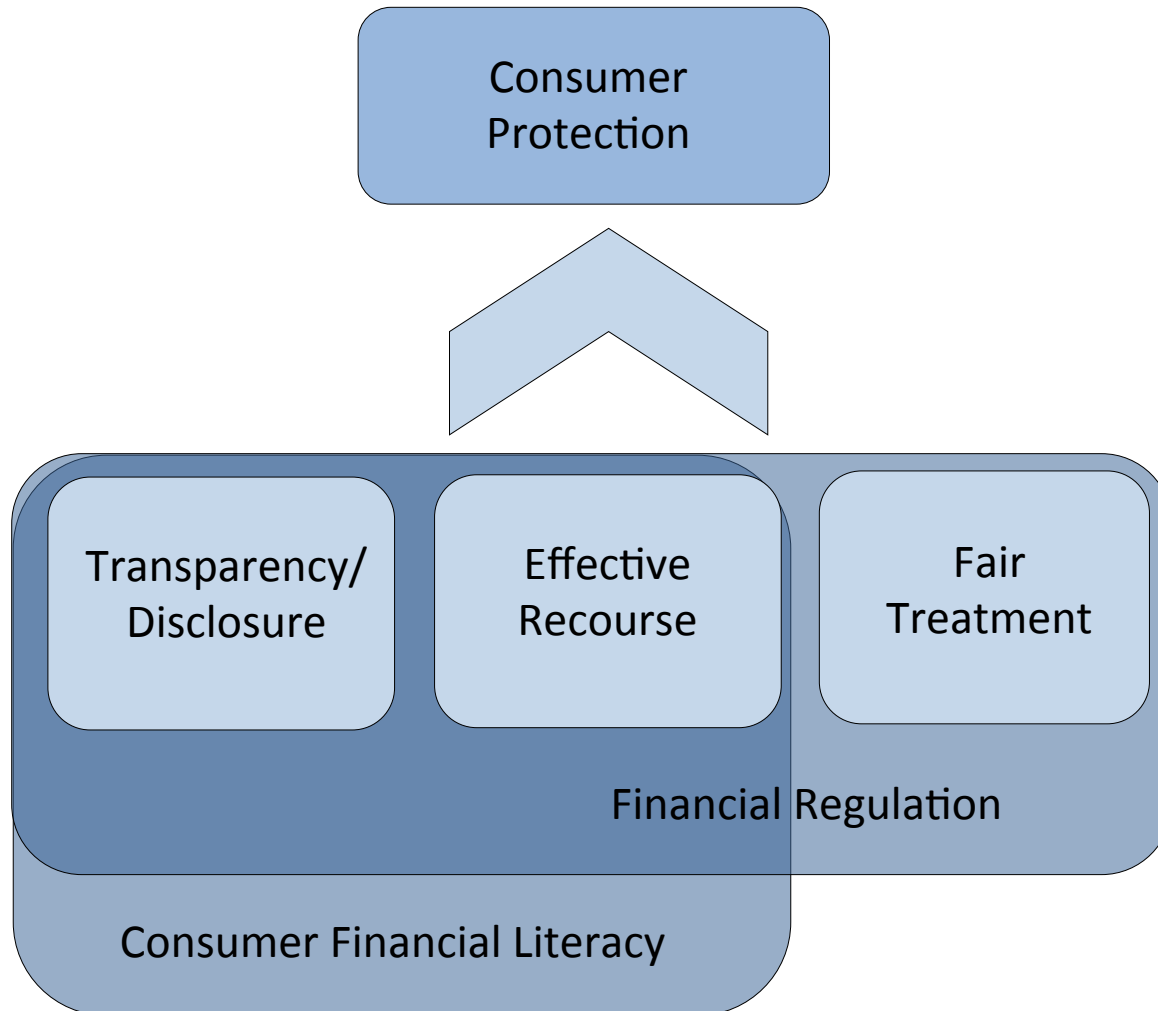 Consumer
Protection
Transparency/
Disclosure
Effective
Recourse
Fair
Treatment
Financial Regulation
Consumer Financial Literacy